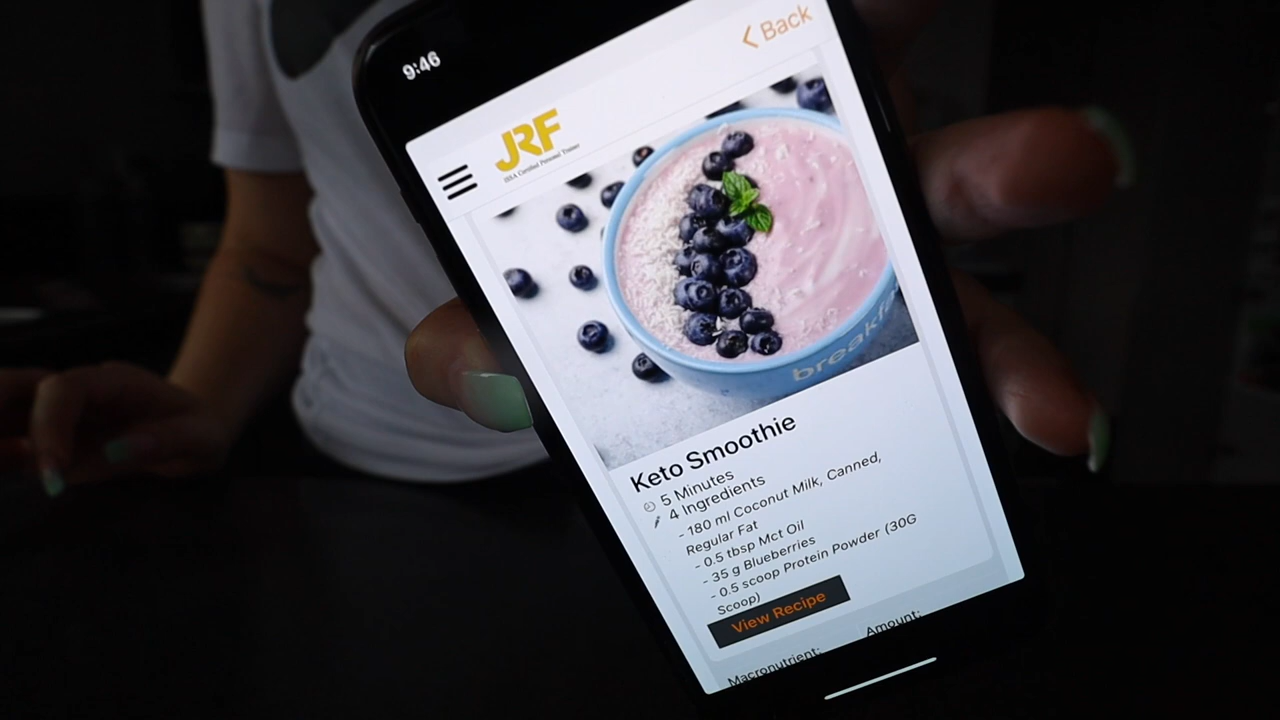 9:46
Back
JRF
ISSA Certified Personal Trainer
breakfa
Keto Smoothie
5 Minutes
4 Ingredients
- 180 ml Coconut Milk, Canned,
Regular Fat
- 0.5 tbsp Mct Oil
- 35 g Blueberries
- 0.5 scoop Protein Powder (30G
Scoop)
View Recipe
Macronutrient: Amount: